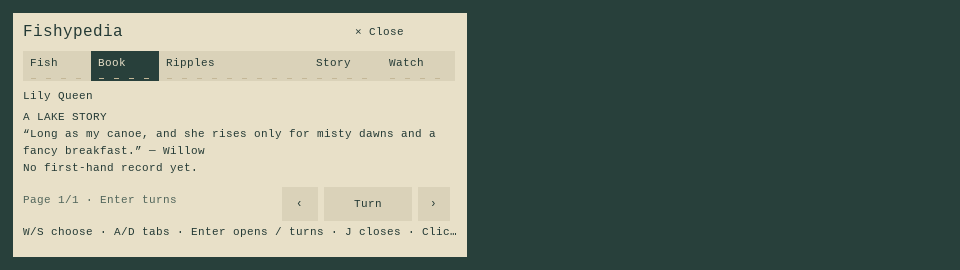 Fishypedia
× Close
Fish Book Ripples Story Watch
Lily Queen
A LAKE STORY
“Long as my canoe, and she rises only for misty dawns and a
fancy breakfast.” — Willow
No first-hand record yet.
Page 1/1 · Enter turns
‹ Turn ›
W/S choose · A/D tabs · Enter opens / turns · J closes · Clic…